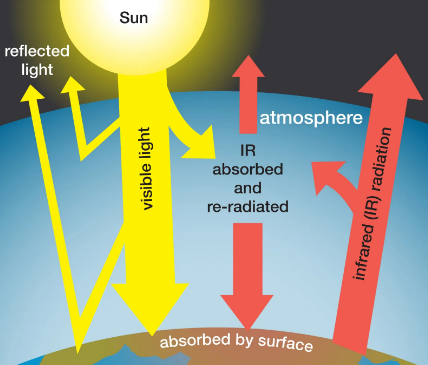 Sun
reflected
light
visible light
atmosphere
IR
absorbed
and
re-radiated
infrared (IR) radiation
absorbed by surface